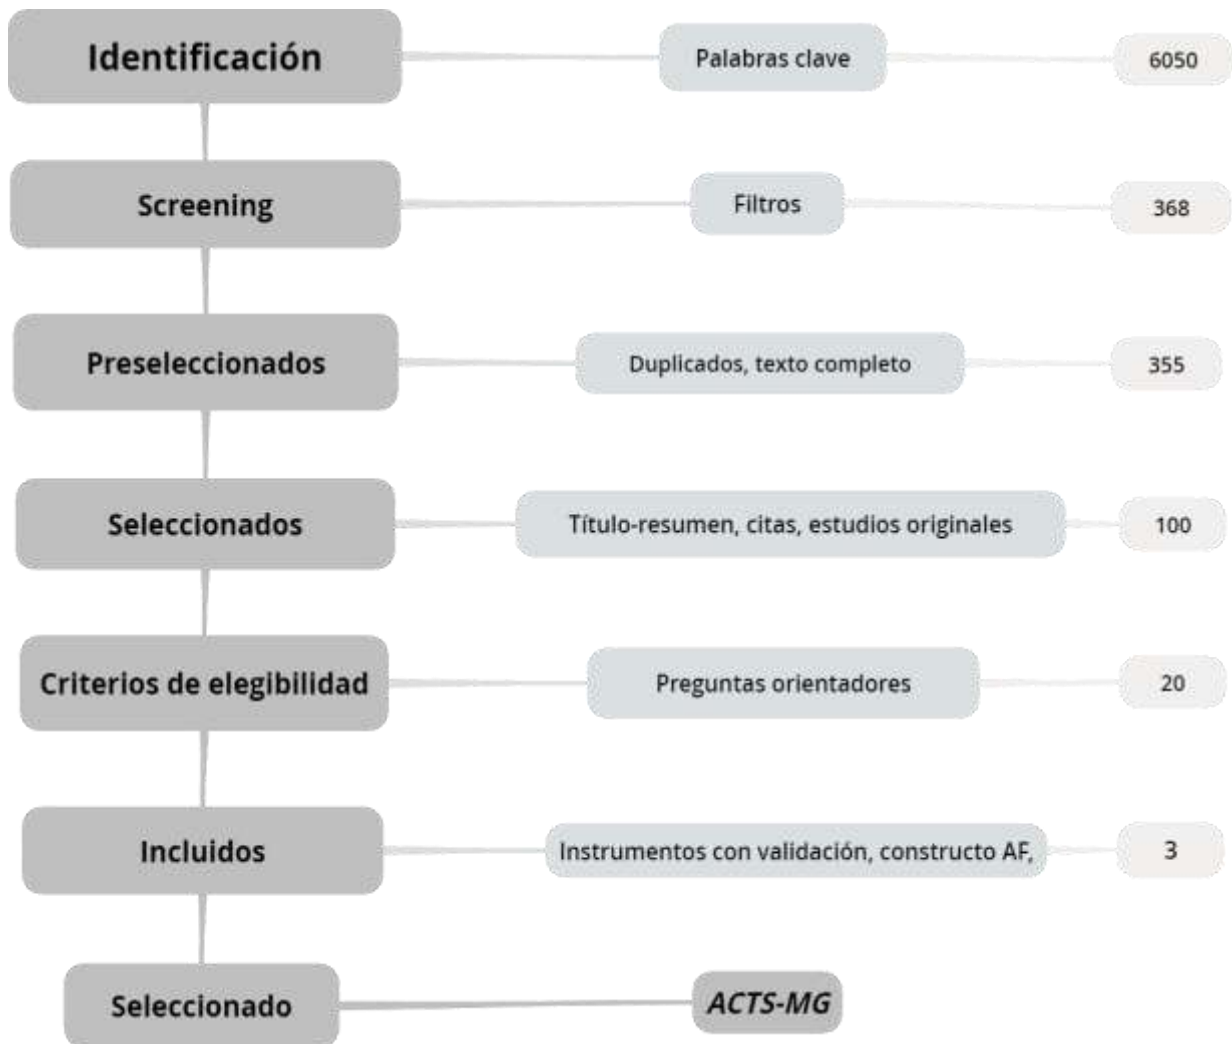 Identificación
Palabras clave
6050
Screening
Filtros
368
Preseleccionados
Duplicados, texto completo
355
Seleccionados
Título-resumen, citas, estudios originales
100
Criterios de elegibilidad
Preguntas orientadores
20
Incluidos
Instrumentos con validación, constructo AF,
3
Seleccionado
ACTS-MG